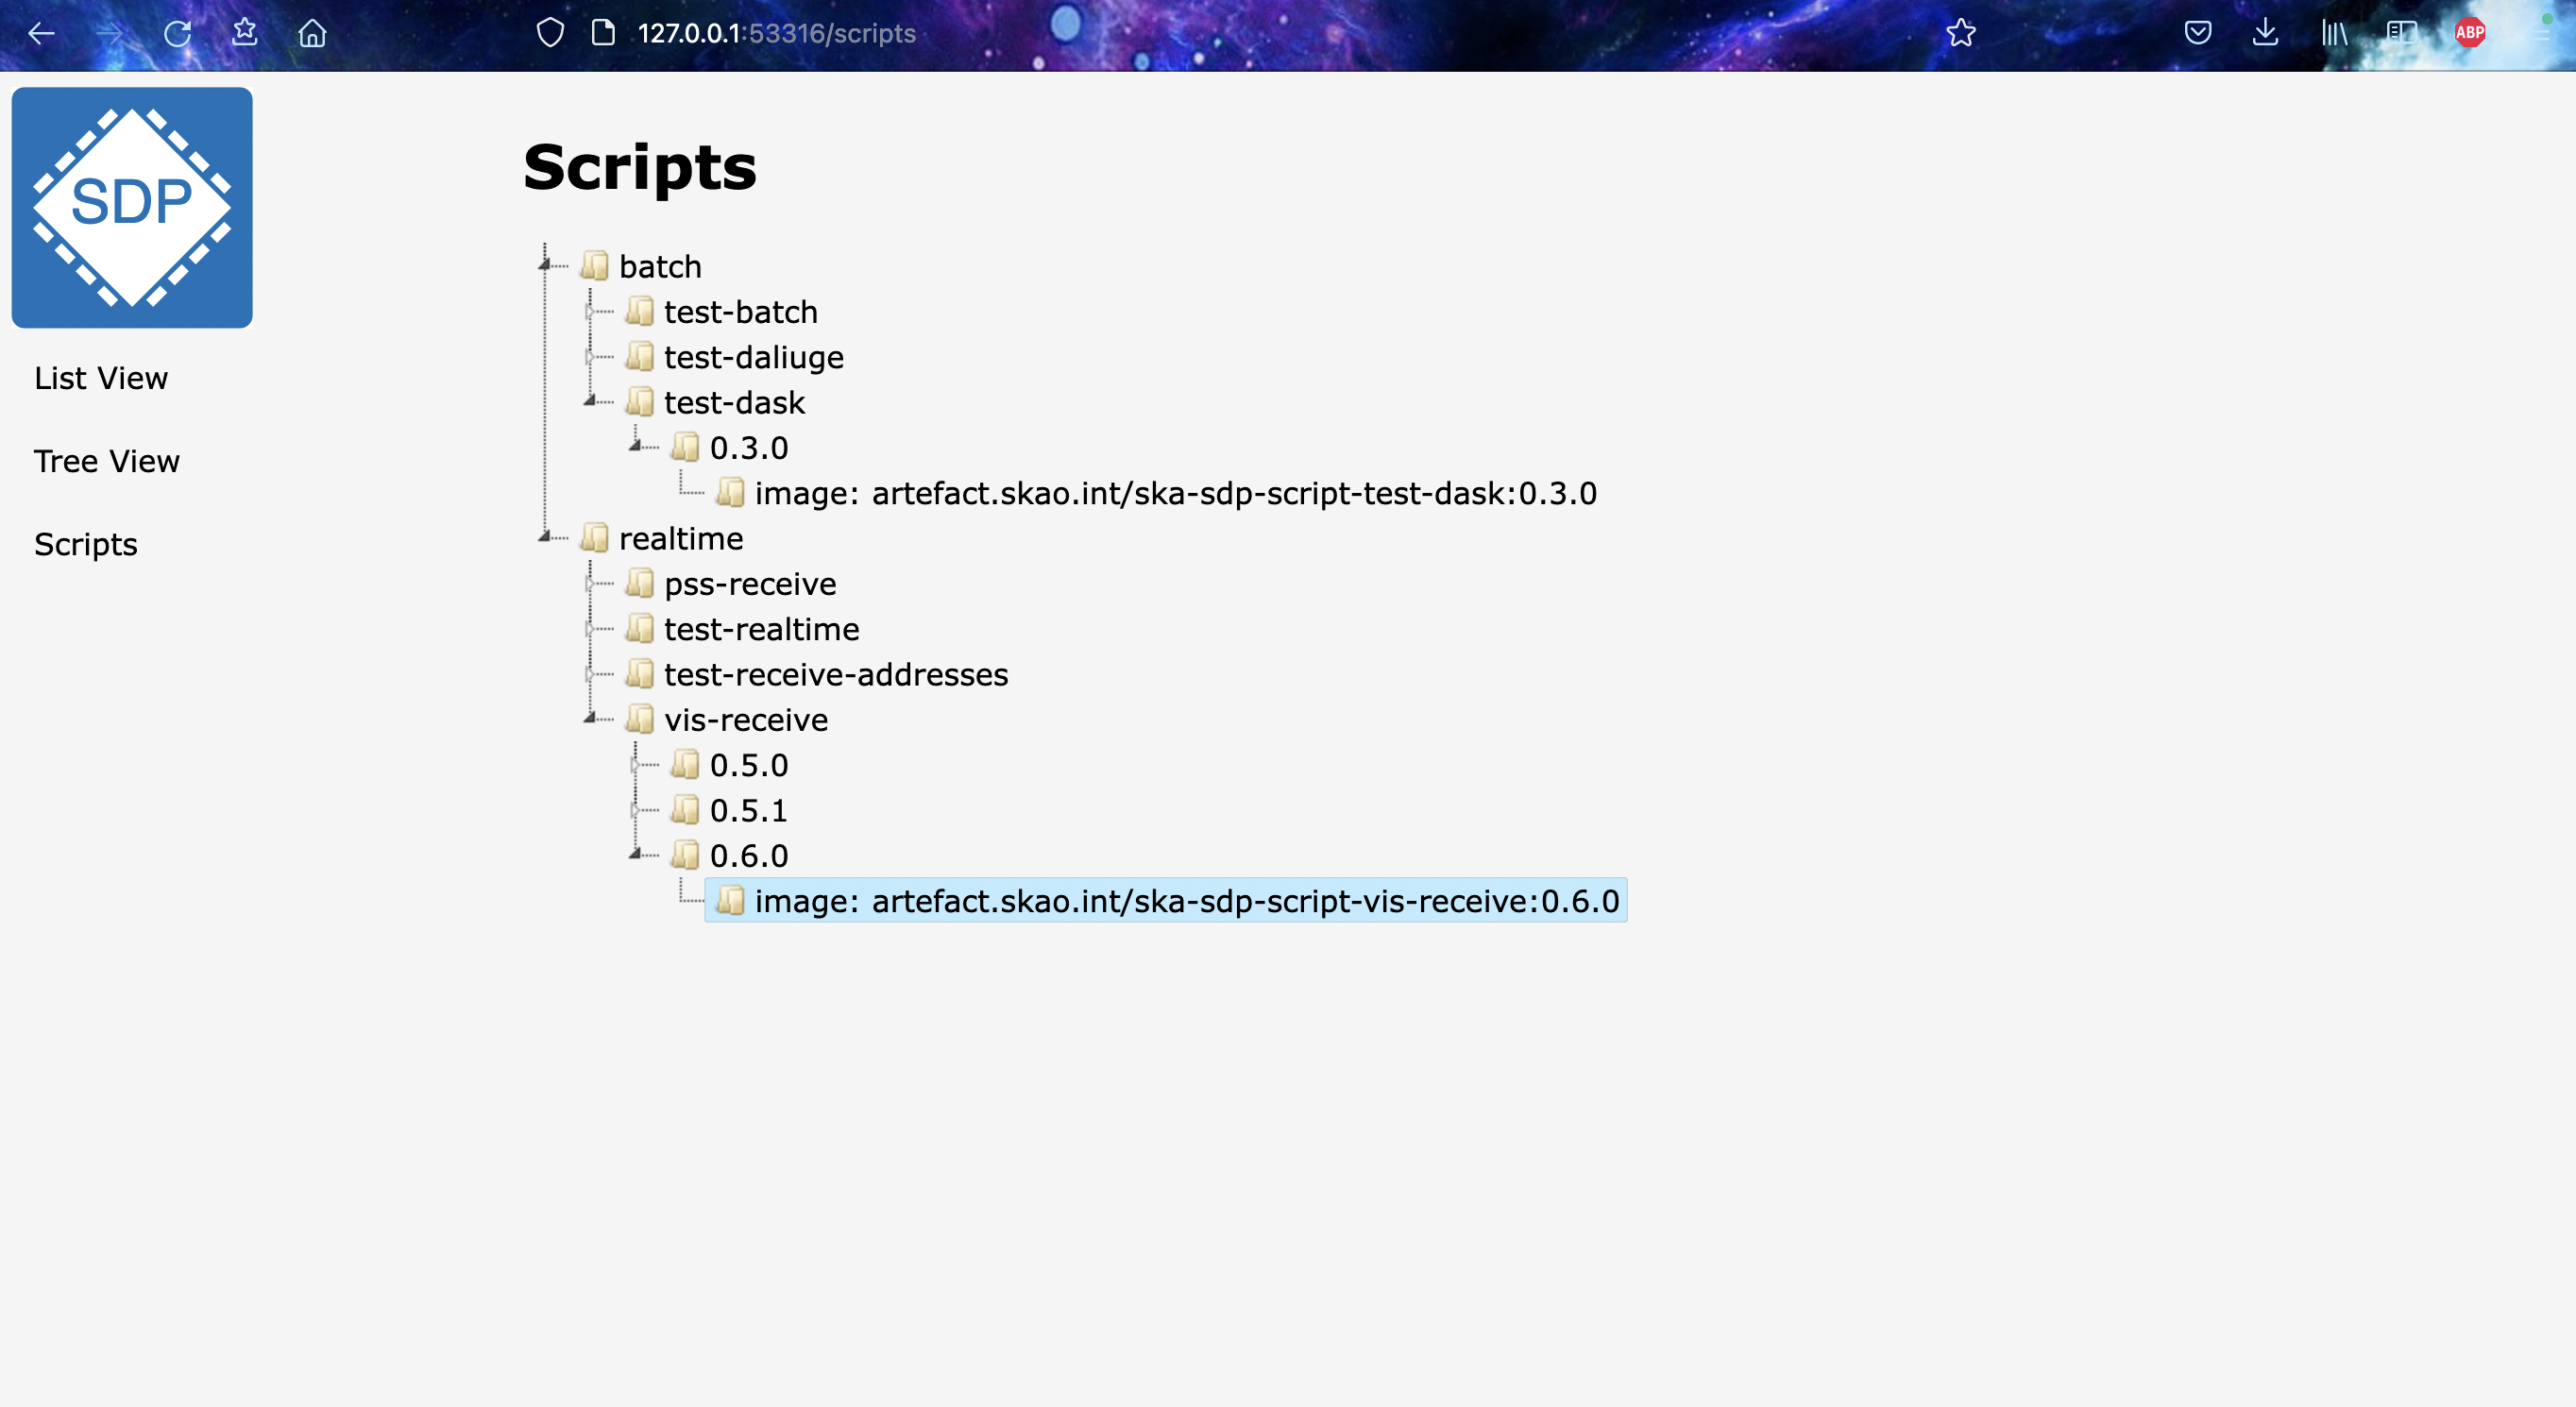 127.0.0.1:53316/scripts
ABP
SDP
List View
Tree View
Scripts
Scripts
batch
test-batch
test-daliuge
test-dask
0.3.0
image: artefact.skao.int/ska-sdp-script-test-dask:0.3.0
realtime
pss-receive
test-realtime
test-receive-addresses
vis-receive
0.5.0
0.5.1
0.6.0
image: artefact.skao.int/ska-sdp-script-vis-receive:0.6.0